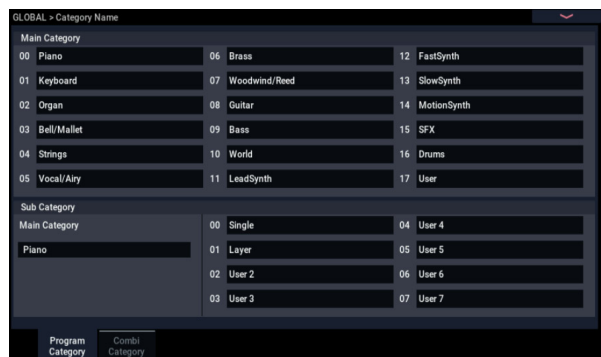 GLOBAL > Category Name
Main Category
00 Piano 06 Brass 12 FastSynth
01 Keyboard 07 Woodwind/Reed 13 SlowSynth
02 Organ 08 Guitar 14 MotionSynth
03 Bell/Mallet 09 Bass 15 SFX
04 Strings 10 World 16 Drums
05 Vocal/Airy 11 LeadSynth 17 User
Sub Category
Main Category 00 Single 04 User 4
Piano 01 Layer 05 User 5
02 User 2 06 User 6
03 User 3 07 User 7
Program Combi
Category Category